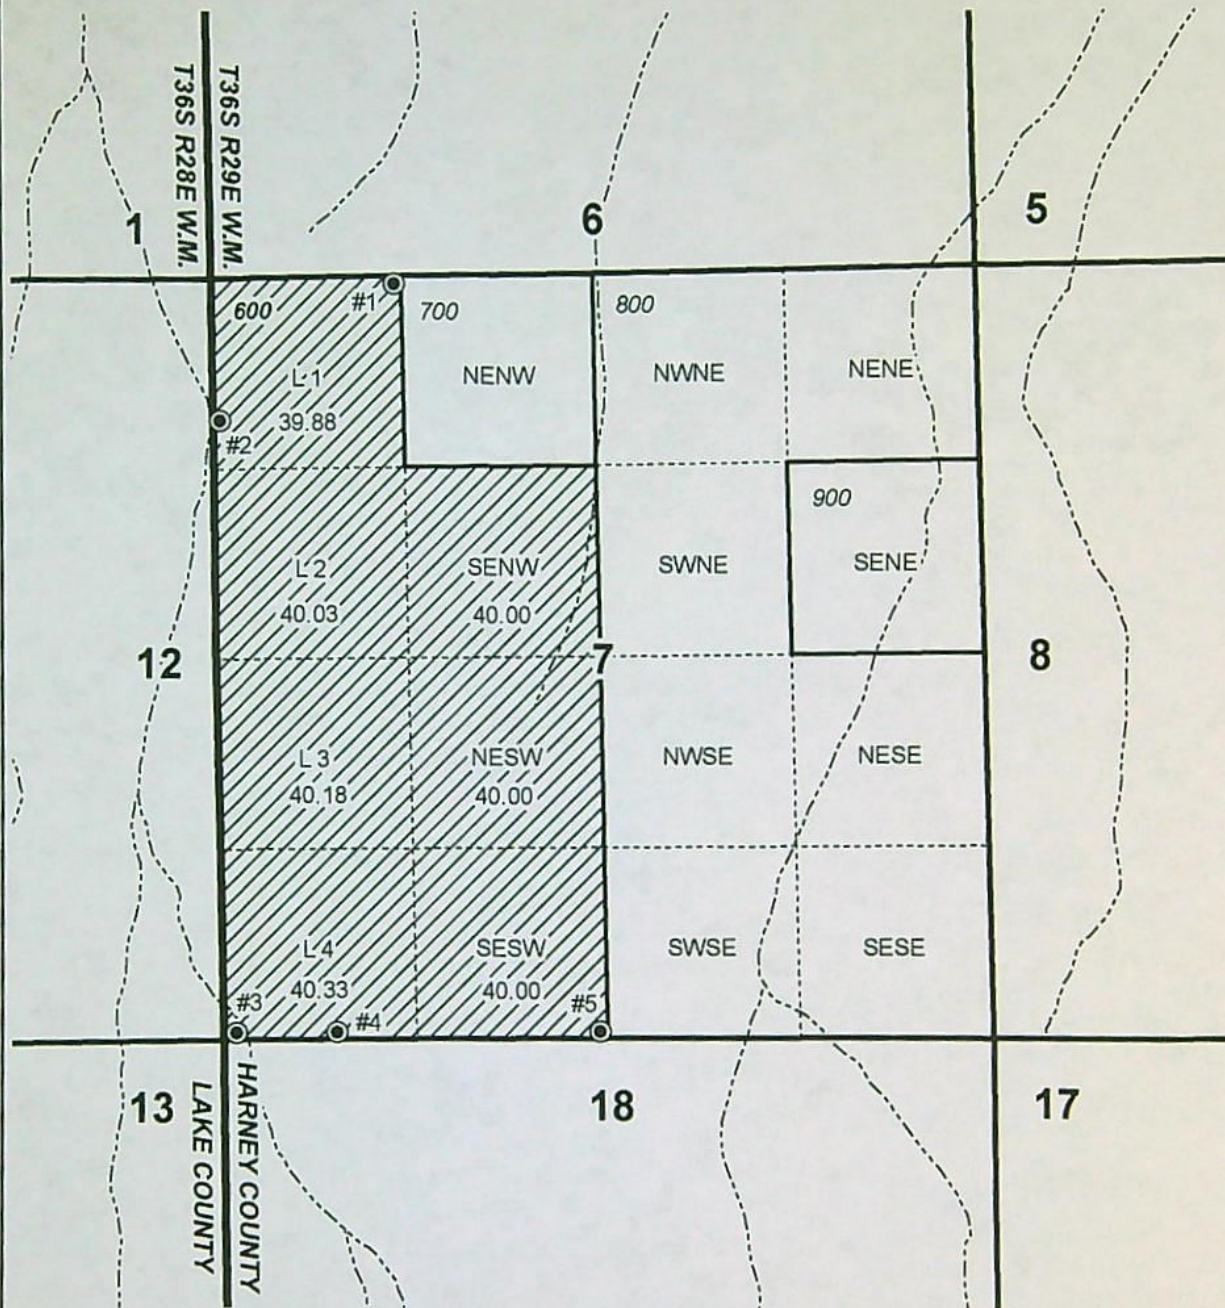 T36S R28E W.M.
T36S R29E W.M.
1
6
5
600
#1
700
800
L 1
39.88
NENW
NWNE
NENE
#2
900
L 2
40.03
SENW
40.00
SWNE
SENE
12
7
8
L 3
40.18
NESW
40.00
NWSE
NESE
L 4
40.33
SESW
40.00
SWSE
SESE
#3
#4
#5
13
LAKE COUNTY
HARNEY COUNTY
18
17